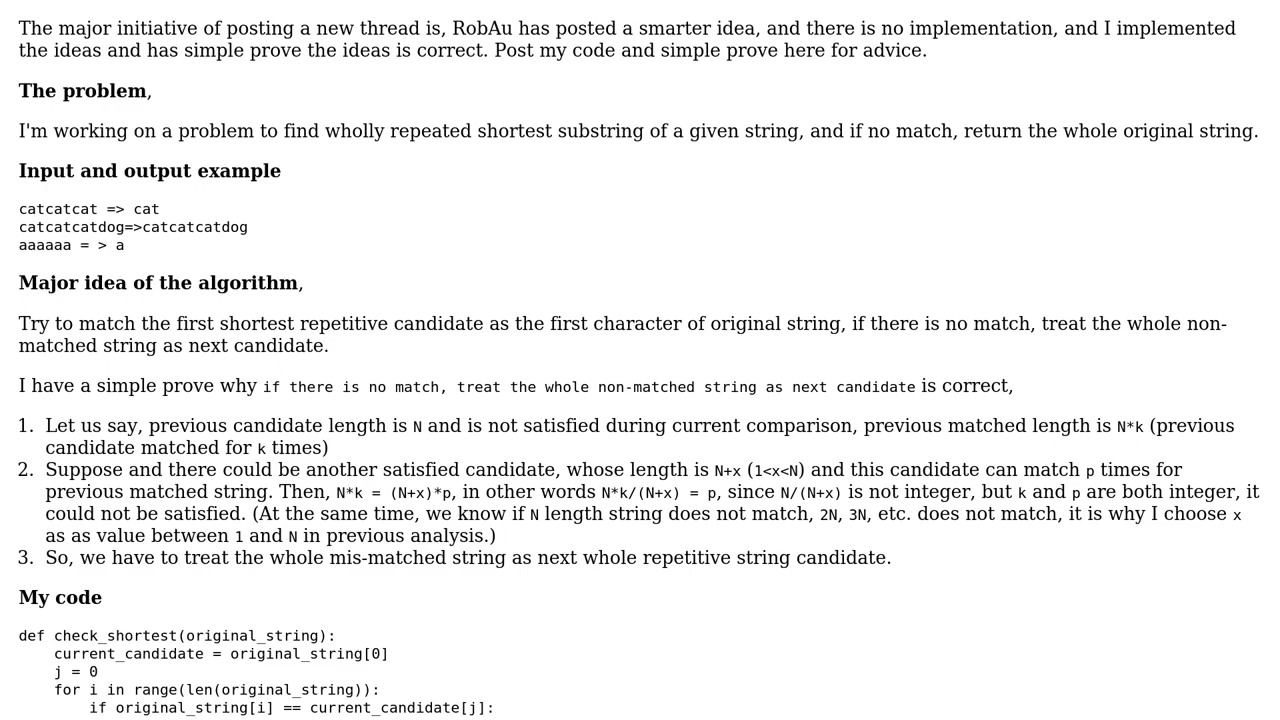 The major initiative of posting a new thread is, RobAu has posted a smarter idea, and there is no implementation, and I implemented
the ideas and has simple prove the ideas is correct. Post my code and simple prove here for advice.
The problem,
I'm working on a problem to find wholly repeated shortest substring of a given string, and if no match, return the whole original string.
Input and output example
catcatcat => cat
catcatcatdog=>catcatcatdog
aaaaaa = > a
Major idea of the algorithm,
Try to match the first shortest repetitive candidate as the first character of original string, if there is no match, treat the whole non-
matched string as next candidate.
I have a simple prove why if there is no match, treat the whole non-matched string as next candidate is correct,
1. Let us say, previous candidate length is N and is not satisfied during current comparison, previous matched length is N*k (previous
candidate matched for k times)
2. Suppose and there could be another satisfied candidate, whose length is N+x (1<x<N) and this candidate can match p times for
previous matched string. Then, N*k = (N+x)*p, in other words N*k/(N+x) = p, since N/(N+x) is not integer, but k and p are both integer, it
could not be satisfied. (At the same time, we know if N length string does not match, 2N, 3N, etc. does not match, it is why I choose x
as as value between 1 and N in previous analysis.)
3. So, we have to treat the whole mis-matched string as next whole repetitive string candidate.
My code
def check_shortest(original_string):
    current_candidate = original_string[0]
    j = 0
    for i in range(len(original_string)):
        if original_string[i] == current_candidate[j]: